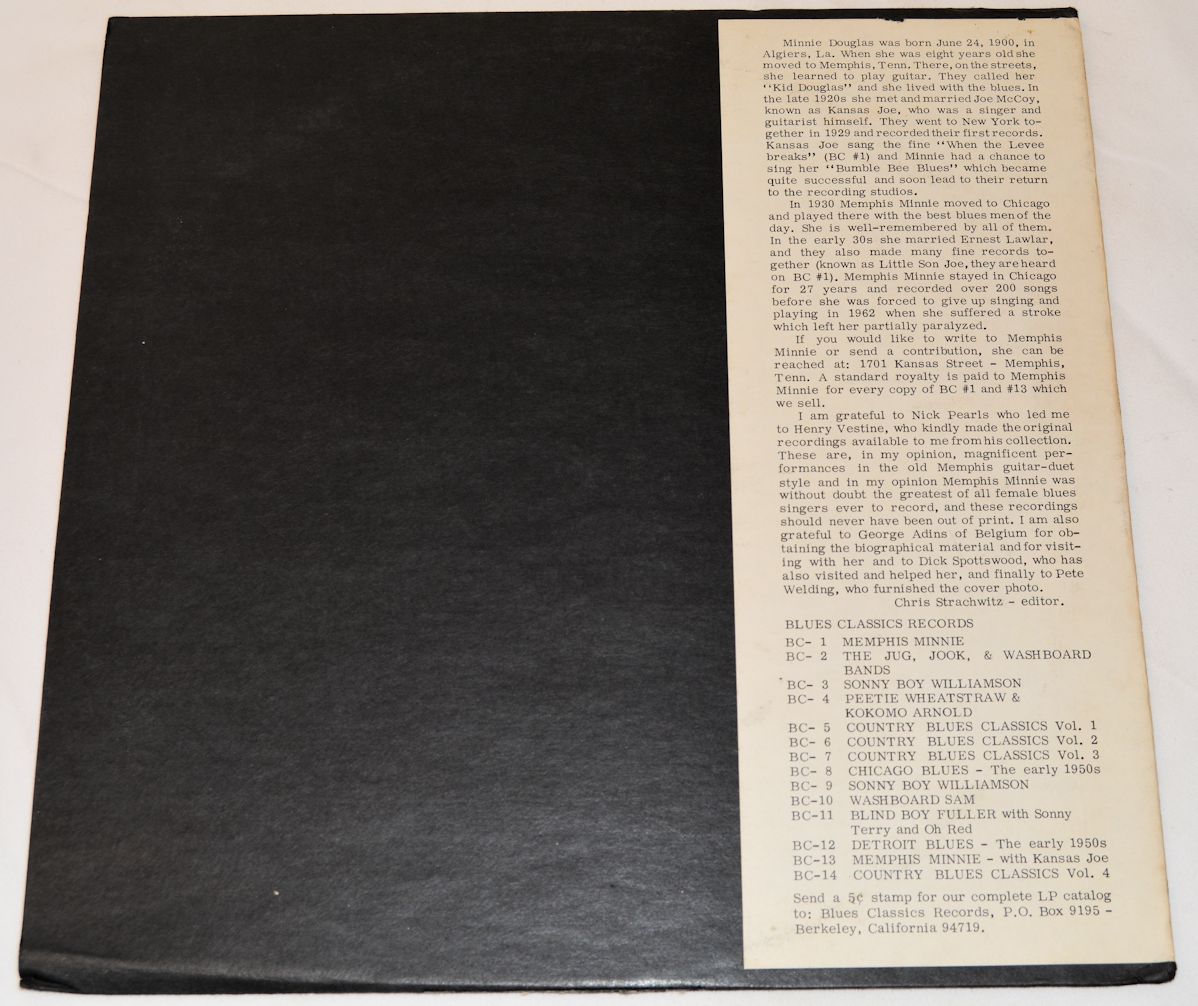 Minnie Douglas was born June 24, 1900, in
Algiers, La. When she was eight years old she
moved to Memphis, Tenn. There, on the streets,
she learned to play guitar. They called her
"Kid Douglas" and she lived with the blues. In
the late 1920s she met and married Joe McCoy,
known as Kansas Joe, who was a singer and
guitarist himself. They went to New York to-
gether in 1929 and recorded their first records.
Kansas Joe sang the fine "When the Levee
breaks" (BC #1) and Minnie had a chance to
sing her "Bumble Bee Blues" which became
quite successful and soon lead to their return
to the recording studios.
In 1930 Memphis Minnie moved to Chicago
and played there with the best blues men of the
day. She is well-remembered by all of them.
In the early 30s she married Ernest Lawlar,
and they also made many fine records to-
gether (known as Little Son Joe, they are heard
on BC #1). Memphis Minnie stayed in Chicago
for 27 years and recorded over 200 songs
before she was forced to give up singing and
playing in 1962 when she suffered a stroke
which left her partially paralyzed.
If you would like to write to Memphis
Minnie or send a contribution, she can be
reached at: 1701 Kansas Street - Memphis,
Tenn. A standard royalty is paid to Memphis
Minnie for every copy of BC #1 and #13 which
we sell.
I am grateful to Nick Pearls who led me
to Henry Vestine, who kindly made the original
recordings available to me from his collection.
These are, in my opinion, magnificent per-
formances in the old Memphis guitar-duet
style and in my opinion Memphis Minnie was
without doubt the greatest of all female blues
singers ever to record, and these recordings
should never have been out of print. I am also
grateful to George Adins of Belgium for ob-
taining the biographical material and for visit-
ing with her and to Dick Spottswood, who has
also visited and helped her, and finally to Pete
Welding, who furnished the cover photo.
Chris Strachwitz - editor.
BLUES CLASSICS RECORDS
BC- 1 MEMPHIS MINNIE
BC- 2 THE JUG, JOOK, & WASHBOARD
BANDS
BC- 3 SONNY BOY WILLIAMSON
BC- 4 PEETIE WHEATSTRAW &
KOKOMO ARNOLD
BC- 5 COUNTRY BLUES CLASSICS Vol. 1
BC- 6 COUNTRY BLUES CLASSICS Vol. 2
BC- 7 COUNTRY BLUES CLASSICS Vol. 3
BC- 8 CHICAGO BLUES - The early 1950s
BC- 9 SONNY BOY WILLIAMSON
BC-10 WASHBOARD SAM
BC-11 BLIND BOY FULLER with Sonny
Terry and Oh Red
BC-12 DETROIT BLUES - The early 1950s
BC-13 MEMPHIS MINNIE - with Kansas Joe
BC-14 COUNTRY BLUES CLASSICS Vol. 4
Send a 5¢ stamp for our complete LP catalog
to: Blues Classics Records, P.O. Box 9195 -
Berkeley, California 94719.